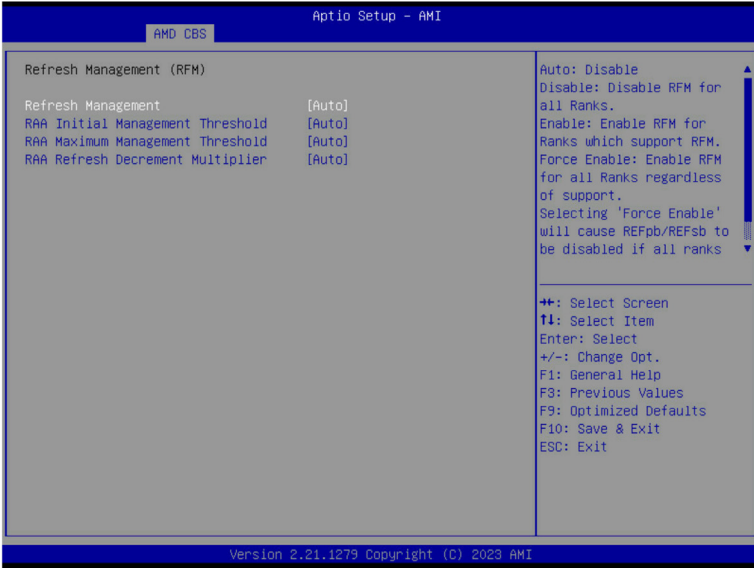 Aptio Setup - AMI
AMD CBS
Refresh Management (RFM)
Refresh Management [Auto]
RAA Initial Management Threshold [Auto]
RAA Maximum Management Threshold [Auto]
RAA Refresh Decrement Multiplier [Auto]
Auto: Disable
Disable: Disable RFM for
all Ranks.
Enable: Enable RFM for
Ranks which support RFM.
Force Enable: Enable RFM
for all Ranks regardless
of support.
Selecting 'Force Enable'
will cause REFpb/REFsb to
be disabled if all ranks
→←: Select Screen
↑↓: Select Item
Enter: Select
+/-: Change Opt.
F1: General Help
F3: Previous Values
F9: Optimized Defaults
F10: Save & Exit
ESC: Exit
Version 2.21.1279 Copyright (C) 2023 AMI